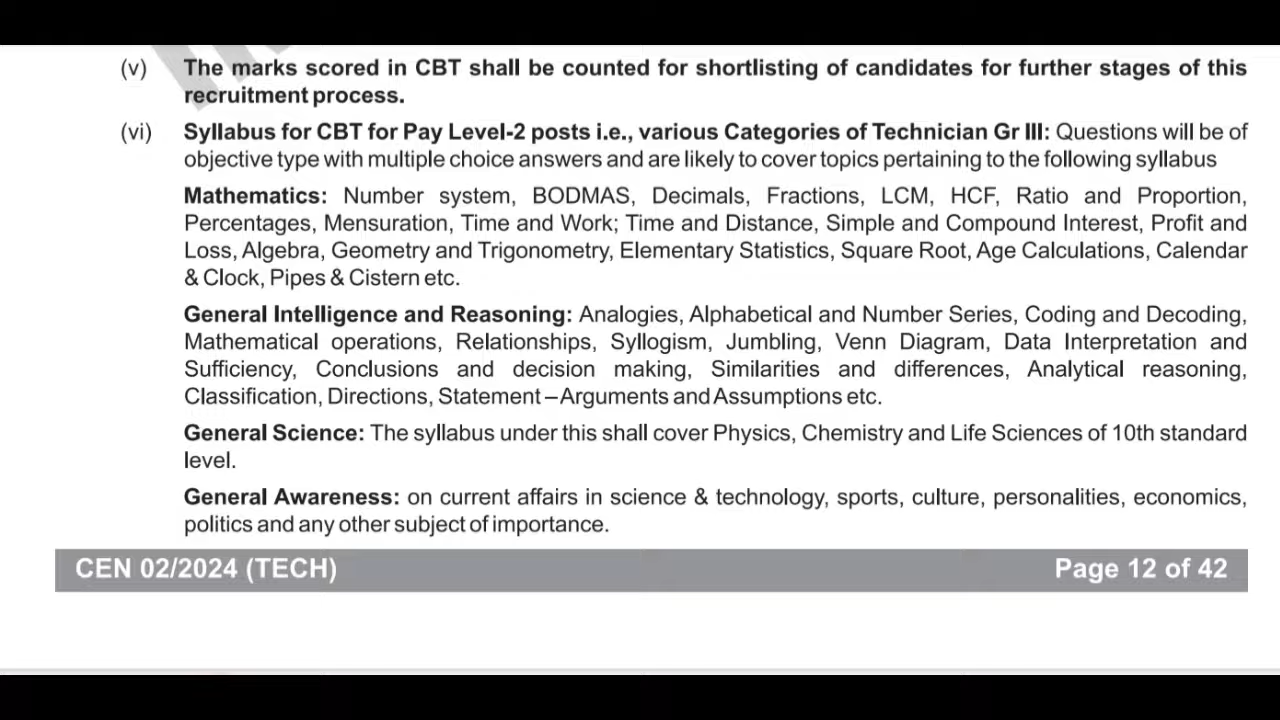 (v) The marks scored in CBT shall be counted for shortlisting of candidates for further stages of this
recruitment process.
(vi) Syllabus for CBT for Pay Level-2 posts i.e., various Categories of Technician Gr III: Questions will be of
objective type with multiple choice answers and are likely to cover topics pertaining to the following syllabus
Mathematics: Number system, BODMAS, Decimals, Fractions, LCM, HCF, Ratio and Proportion,
Percentages, Mensuration, Time and Work; Time and Distance, Simple and Compound Interest, Profit and
Loss, Algebra, Geometry and Trigonometry, Elementary Statistics, Square Root, Age Calculations, Calendar
& Clock, Pipes & Cistern etc.
General Intelligence and Reasoning: Analogies, Alphabetical and Number Series, Coding and Decoding,
Mathematical operations, Relationships, Syllogism, Jumbling, Venn Diagram, Data Interpretation and
Sufficiency, Conclusions and decision making, Similarities and differences, Analytical reasoning,
Classification, Directions, Statement – Arguments and Assumptions etc.
General Science: The syllabus under this shall cover Physics, Chemistry and Life Sciences of 10th standard
level.
General Awareness: on current affairs in science & technology, sports, culture, personalities, economics,
politics and any other subject of importance.
CEN 02/2024 (TECH) Page 12 of 42